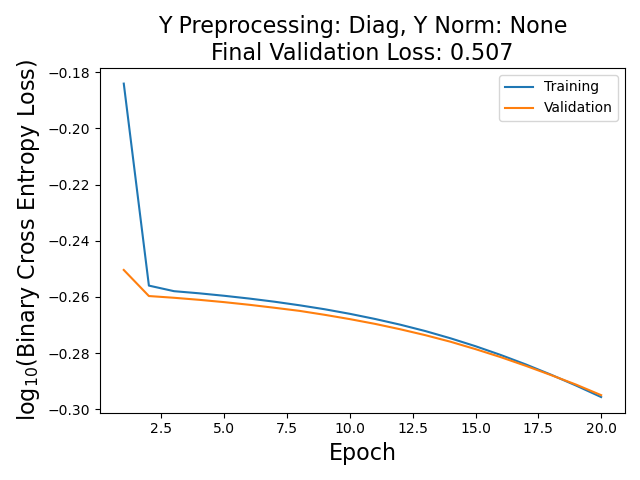 Y Preprocessing: Diag, Y Norm: None
Final Validation Loss: 0.507
log10(Binary Cross Entropy Loss)
−0.18
−0.20
−0.22
−0.24
−0.26
−0.28
−0.30
Training
Validation
2.5 5.0 7.5 10.0 12.5 15.0 17.5 20.0
Epoch